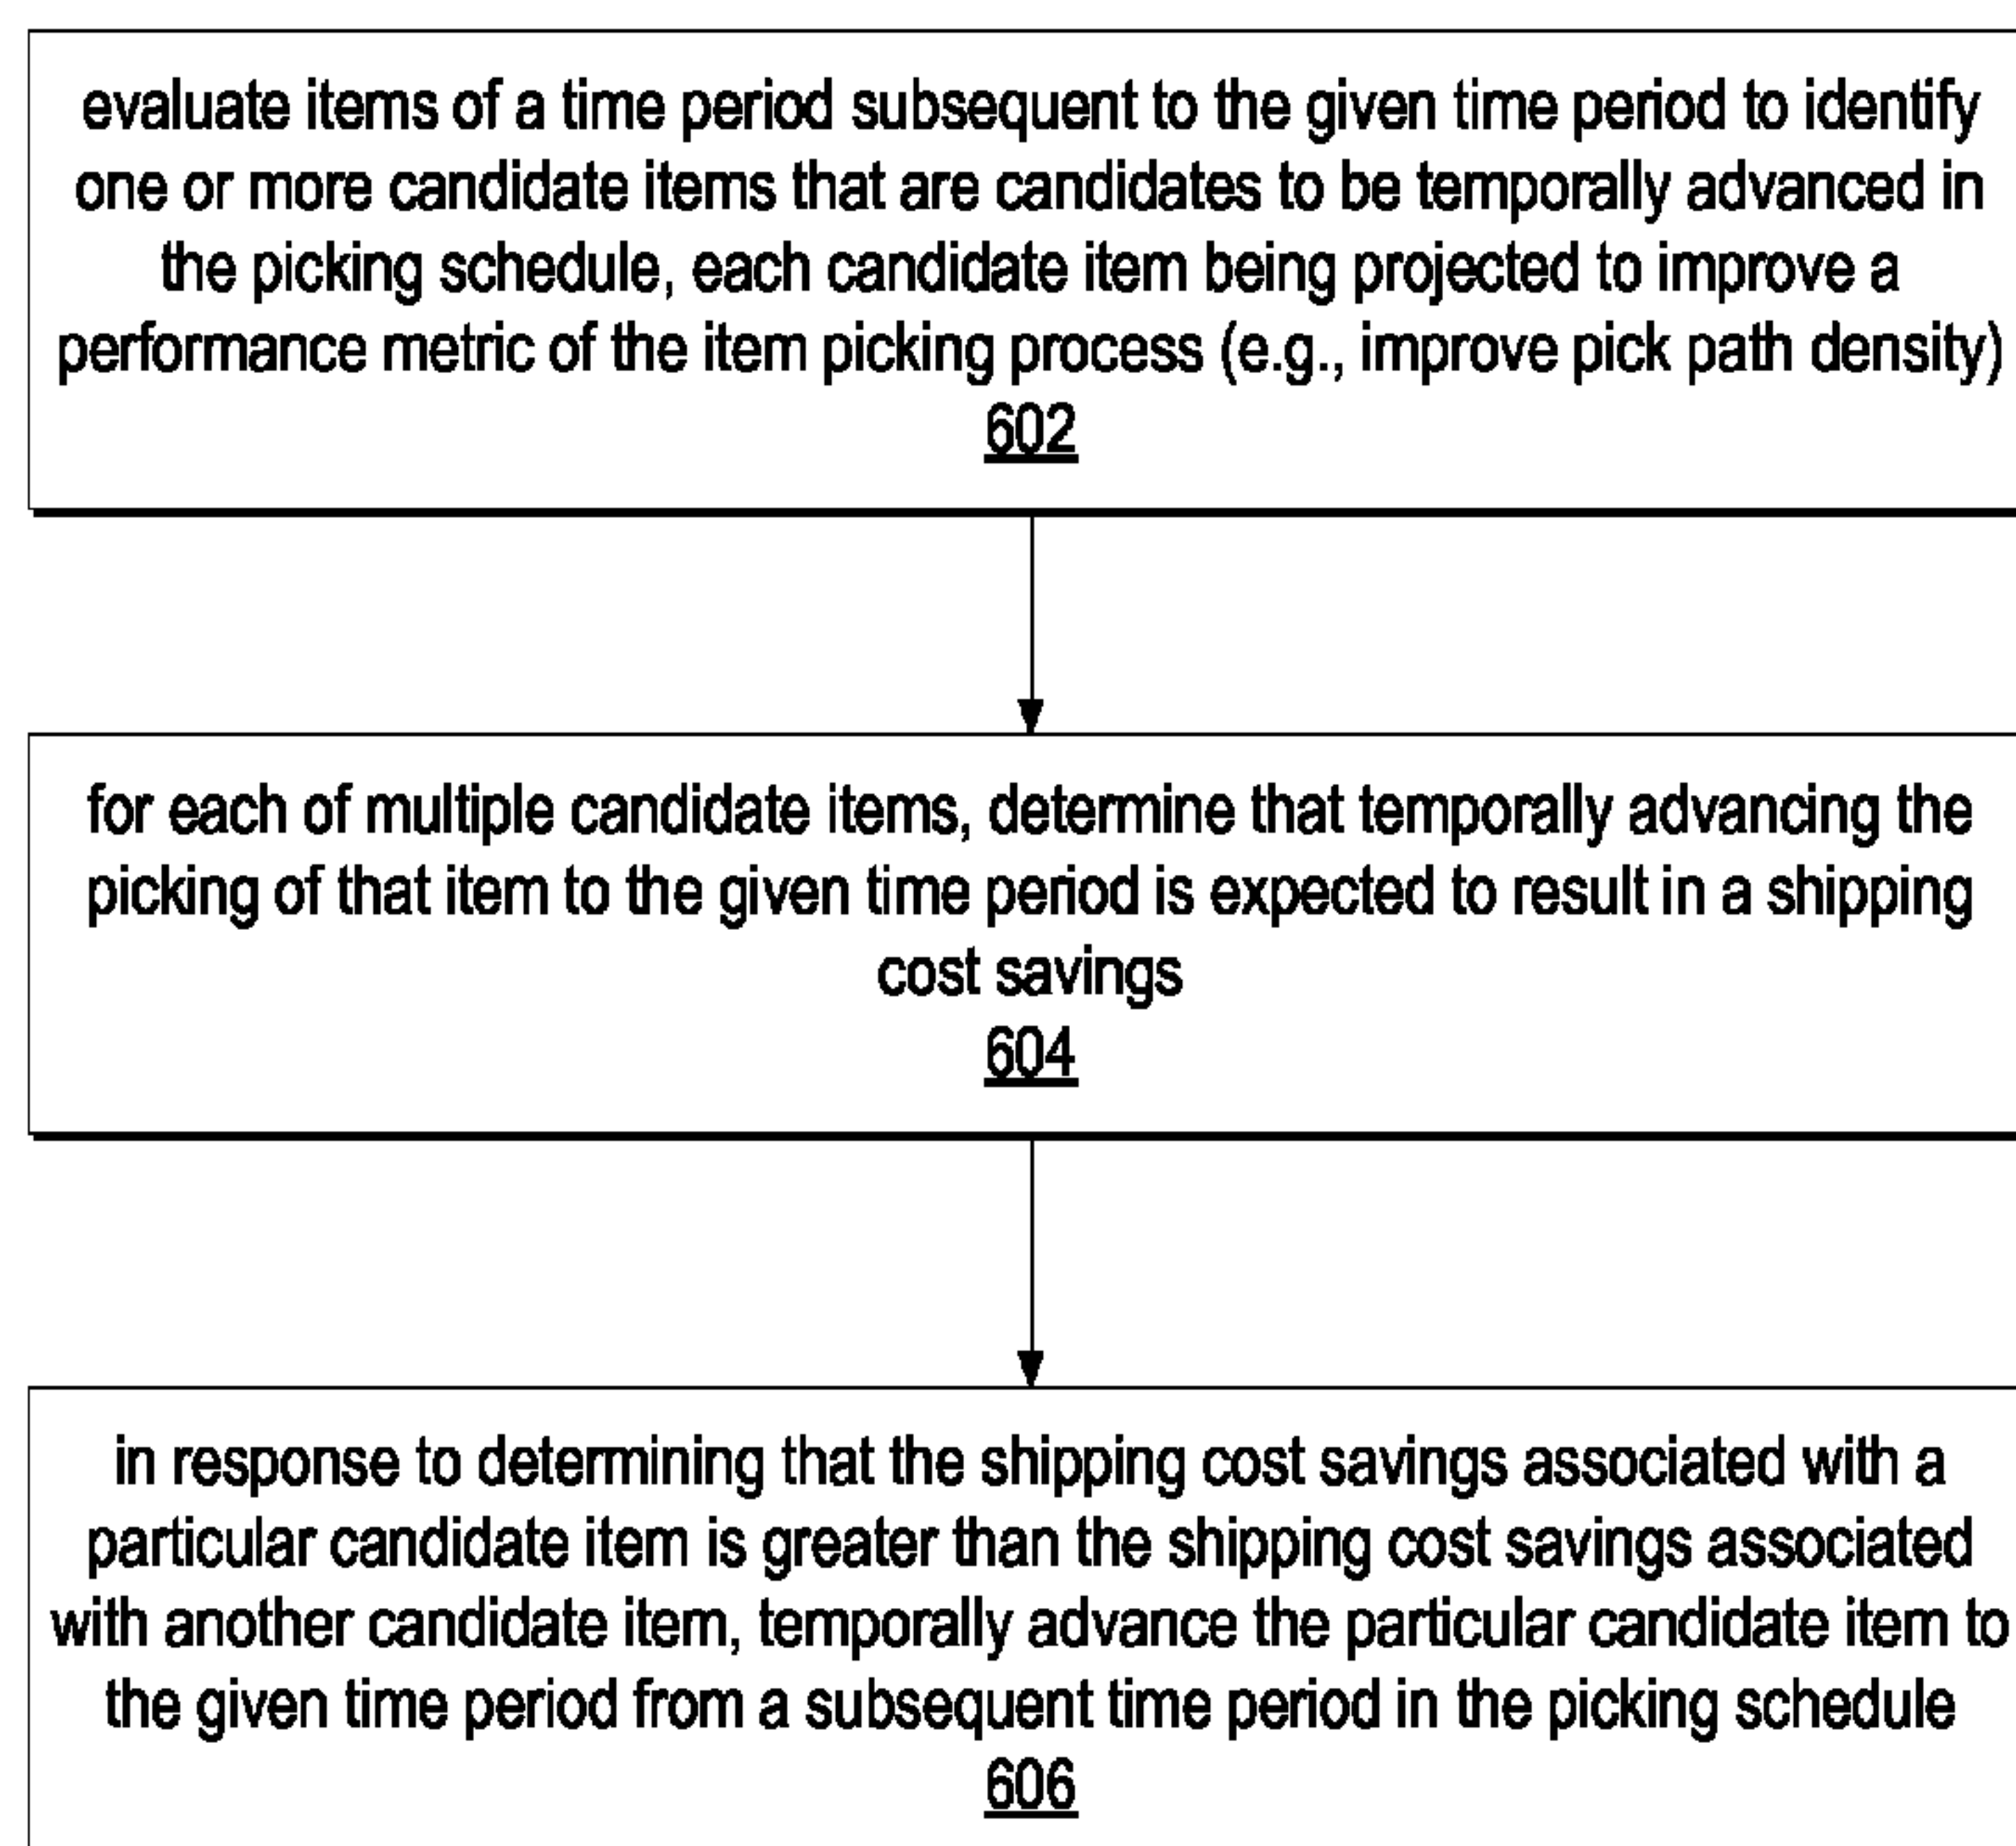 evaluate items of a time period subsequent to the given time period to identify
one or more candidate items that are candidates to be temporally advanced in
the picking schedule, each candidate item being projected to improve a
performance metric of the item picking process (e.g., improve pick path density)
602
for each of multiple candidate items, determine that temporally advancing the
picking of that item to the given time period is expected to result in a shipping
cost savings
604
in response to determining that the shipping cost savings associated with a
particular candidate item is greater than the shipping cost savings associated
with another candidate item, temporally advance the particular candidate item to
the given time period from a subsequent time period in the picking schedule
606